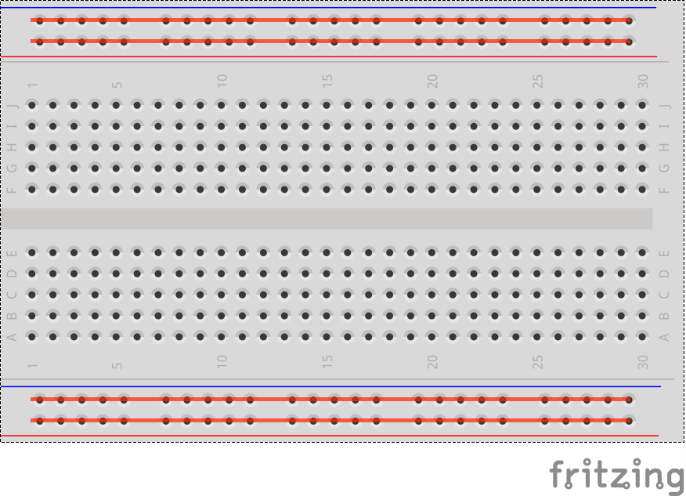 1 5 10 15 20 25 30
J J
I I
H H
G G
F F
E E
D D
C C
B B
A A
1 5 10 15 20 25 30
fritzing